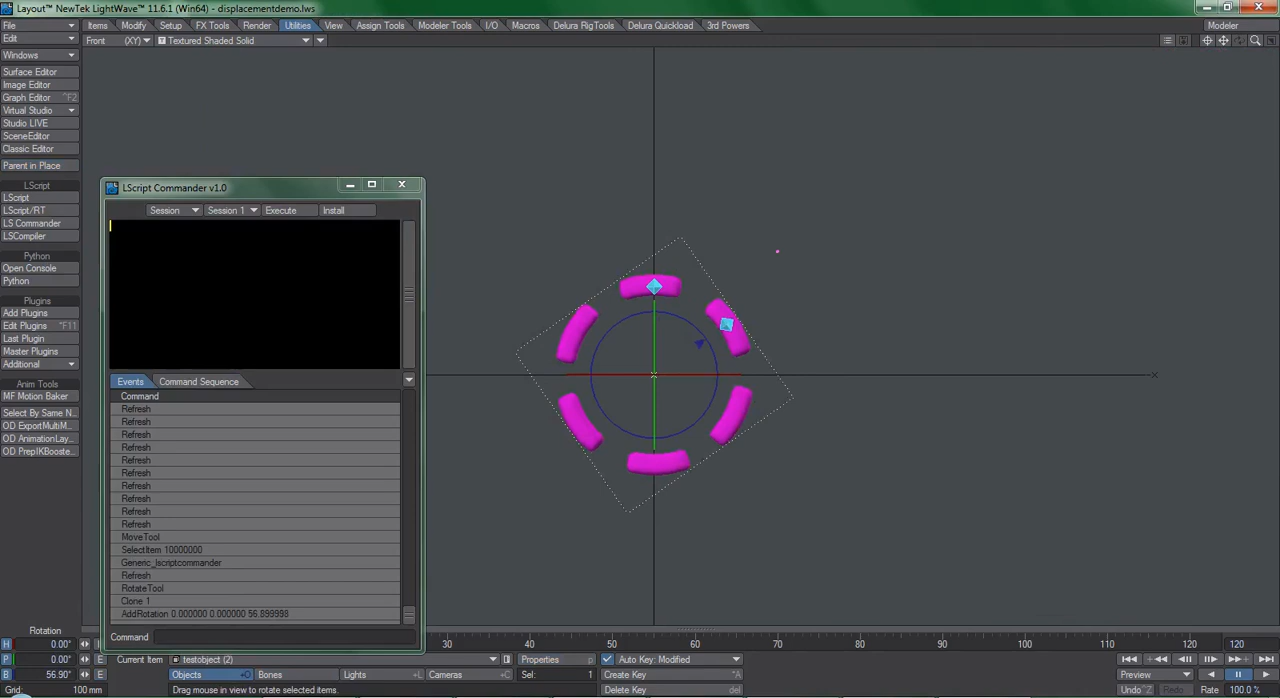 Layout™ NewTek LightWave™ 11.6.1 (Win64) - displacementdemo.lws
File Items Modify Setup FX Tools Render Utilities View Assign Tools Modeler Tools I/O Macros Delura RigTools Delura Quickload 3rd Powers Modeler
Edit Front (XY) Textured Shaded Solid
Windows
Surface Editor
Image Editor
Graph Editor ^F2
Virtual Studio
Studio LIVE
SceneEditor
Classic Editor
Parent in Place
LScript
LScript
LScript/RT
LS Commander
LSCompiler
Python
Open Console
Python
Plugins
Add Plugins
Edit Plugins ^F11
Last Plugin
Master Plugins
Additional
Anim Tools
MF Motion Baker
Select By Same N...
OD ExportMultiM...
OD AnimationLay...
OD PrepIKBooste...
LScript Commander v1.0
Session Session 1 Execute Install
Events Command Sequence
Command
Refresh
Refresh
Refresh
Refresh
Refresh
Refresh
Refresh
Refresh
Refresh
Refresh
MoveTool
SelectItem 10000000
Generic_lscriptcommander
Refresh
RotateTool
Clone 1
AddRotation 0.000000 0.000000 56.899998
Command
Rotation
H 0.00° E
P 0.00° E
B 56.90° E
Grid: 100 mm
30 40 50 60 70 80 90 100 110 120 120
Current Item testobject (2) Properties p Auto Key: Modified
Objects +O Bones Lights +L Cameras +C Sel: 1 Create Key Preview
Drag mouse in view to rotate selected items. Delete Key del Undo ^Z Redo Rate 100.0 %